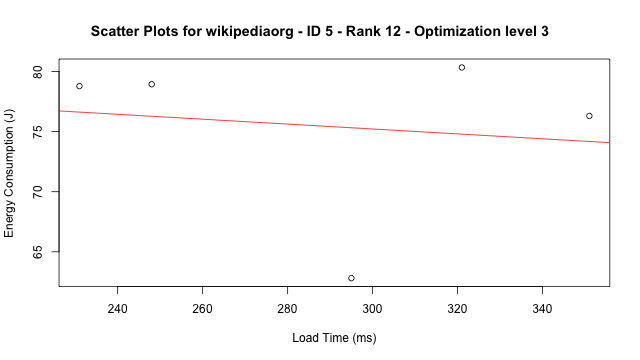 Scatter Plots for wikipediaorg - ID 5 - Rank 12 - Optimization level 3
Energy Consumption (J)
80
75
70
65
240 260 280 300 320 340
Load Time (ms)